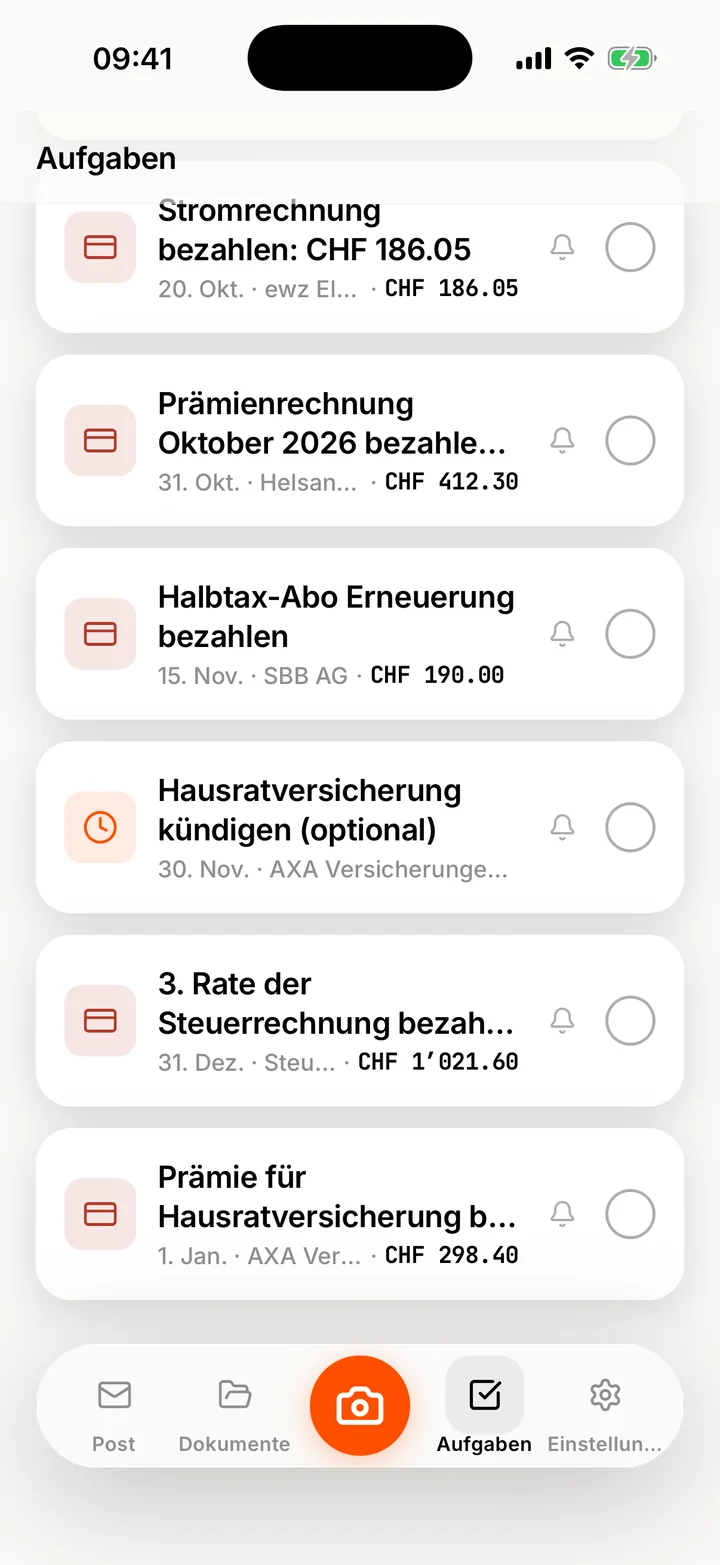 09:41
Aufgaben
Stromrechnung
bezahlen: CHF 186.05
20. Okt. · ewz El... · CHF 186.05
Prämienrechnung
Oktober 2026 bezahle...
31. Okt. · Helsan... · CHF 412.30
Halbtax-Abo Erneuerung
bezahlen
15. Nov. · SBB AG · CHF 190.00
Hausratversicherung
kündigen (optional)
30. Nov. · AXA Versicherunge...
3. Rate der
Steuerrechnung bezah...
31. Dez. · Steu... · CHF 1’021.60
Prämie für
Hausratversicherung b...
1. Jan. · AXA Ver... · CHF 298.40
Post
Dokumente
Aufgaben
Einstellun...